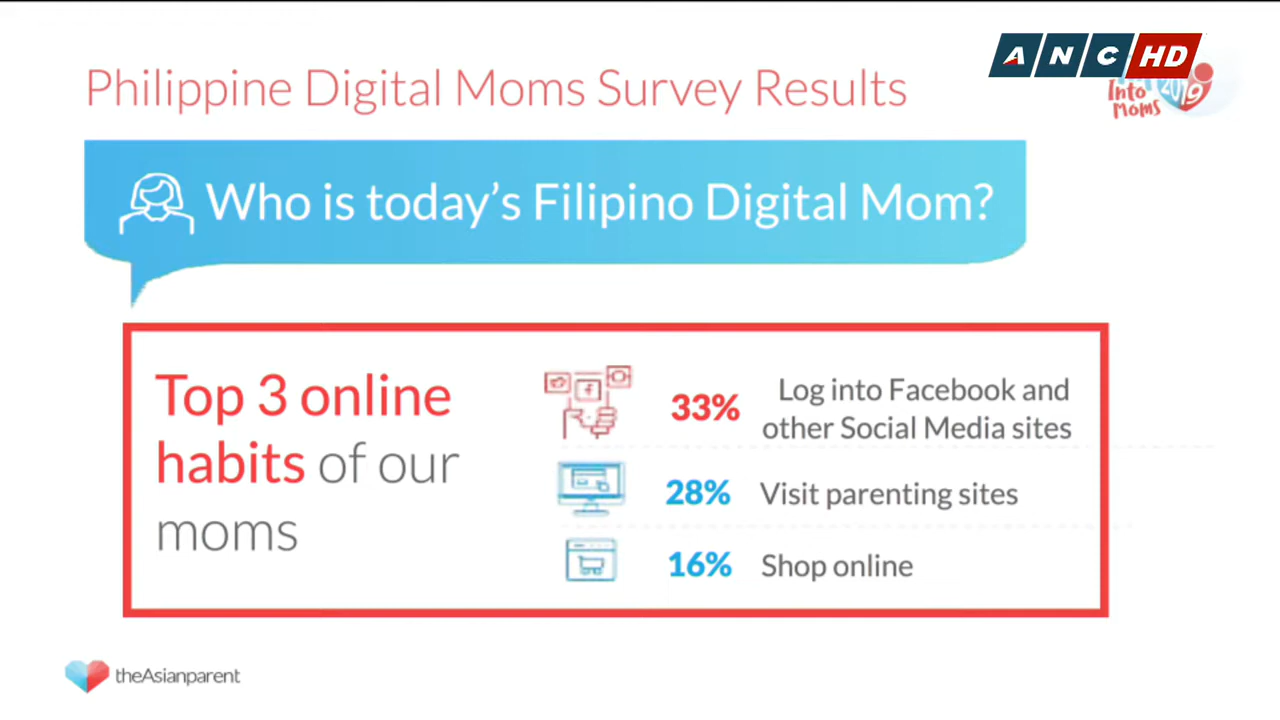 ANC HD
Philippine Digital Moms Survey Results
Into
2019
Moms
Who is today's Filipino Digital Mom?
Top 3 online
habits of our
moms
33%
Log into Facebook and
other Social Media sites
28% Visit parenting sites
16% Shop online
theAsianparent